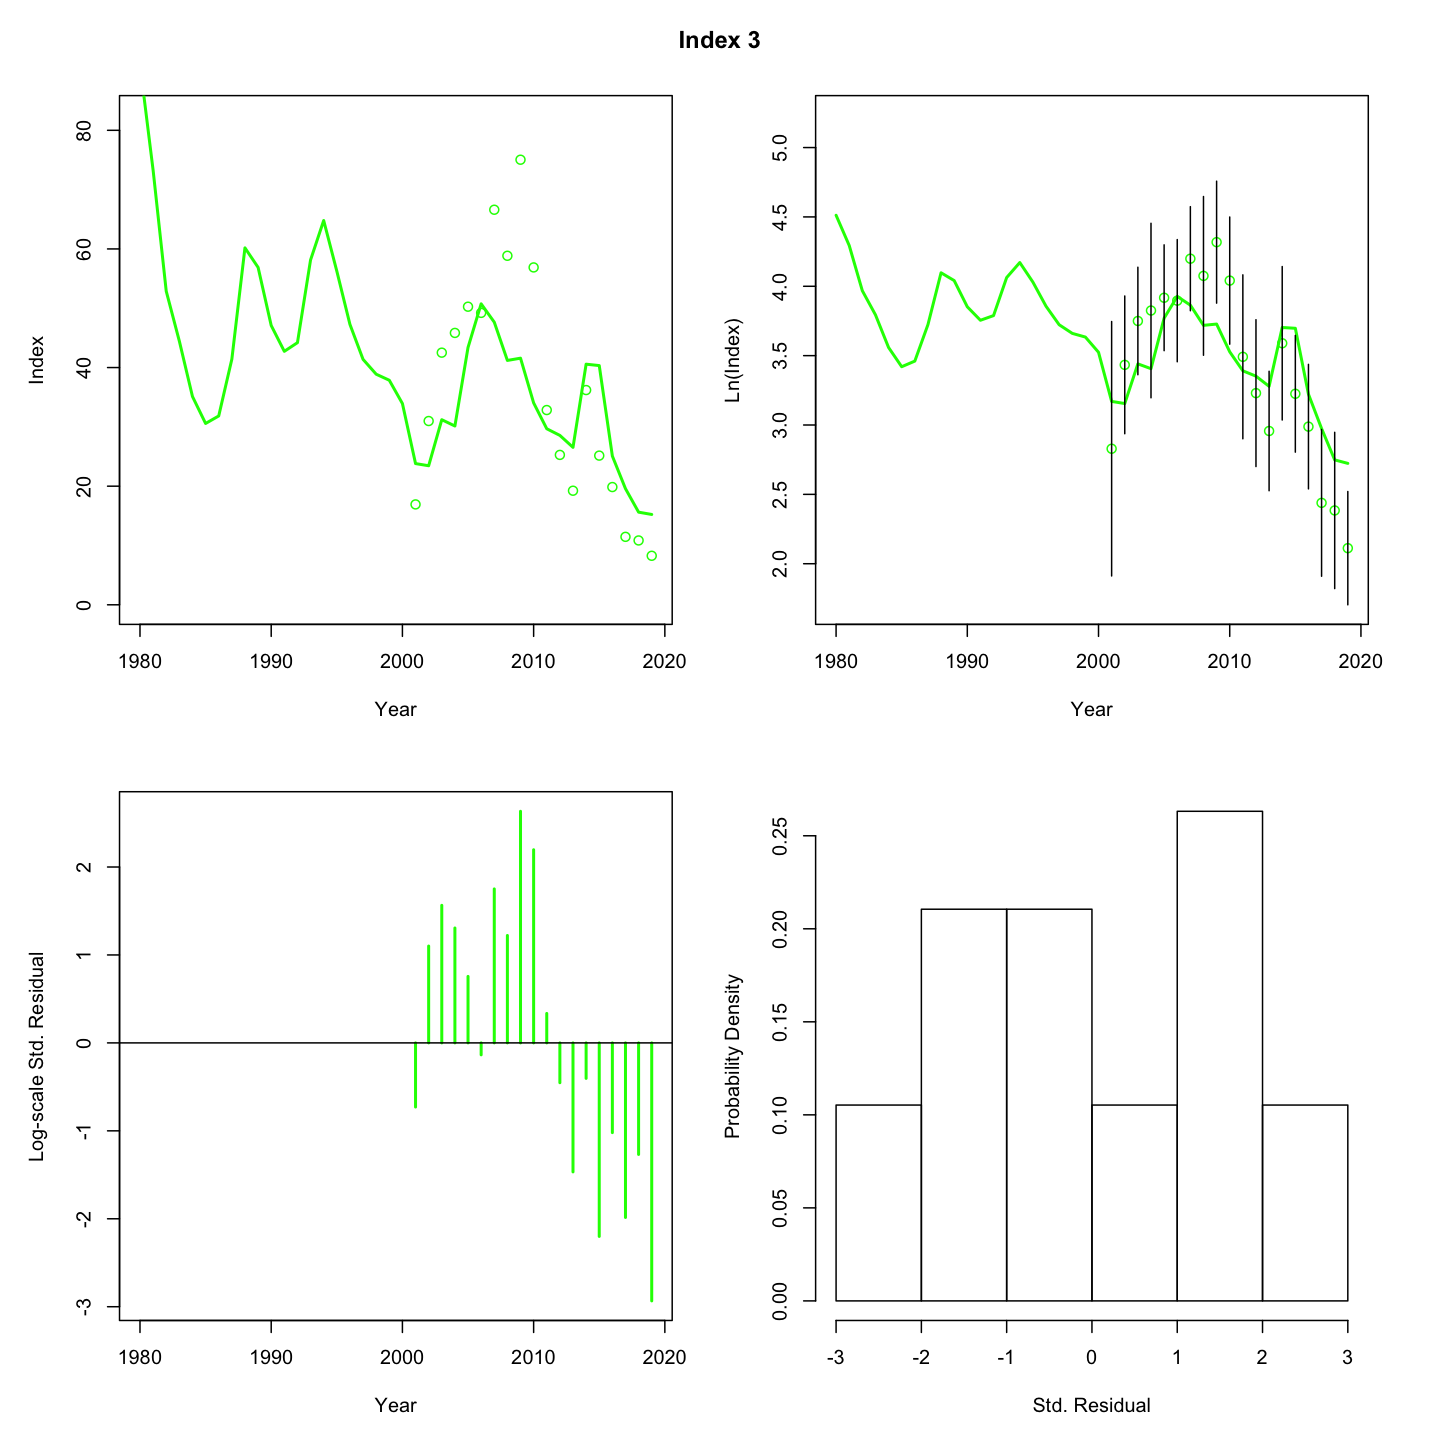 Index 3
80
60
40
20
0
Index
1980 1990 2000 2010 2020
Year
5.0
4.5
4.0
3.5
3.0
2.5
2.0
Ln(Index)
1980 1990 2000 2010 2020
Year
2
1
0
-1
-2
-3
Log-scale Std. Residual
1980 1990 2000 2010 2020
Year
0.25
0.20
0.15
0.10
0.05
0.00
Probability Density
-3 -2 -1 0 1 2 3
Std. Residual